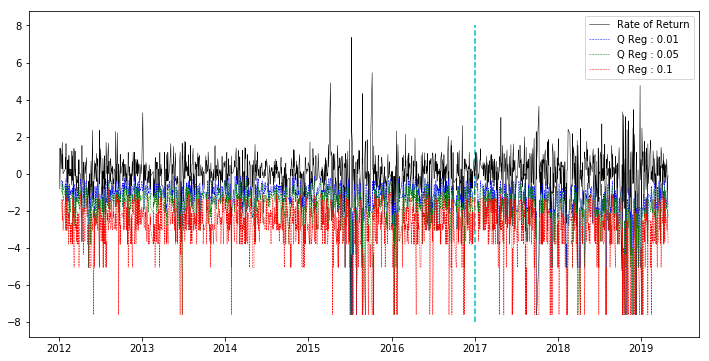 8
6
4
2
0
−2
−4
−6
−8
2012 2013 2014 2015 2016 2017 2018 2019
Rate of Return
Q Reg : 0.01
Q Reg : 0.05
Q Reg : 0.1